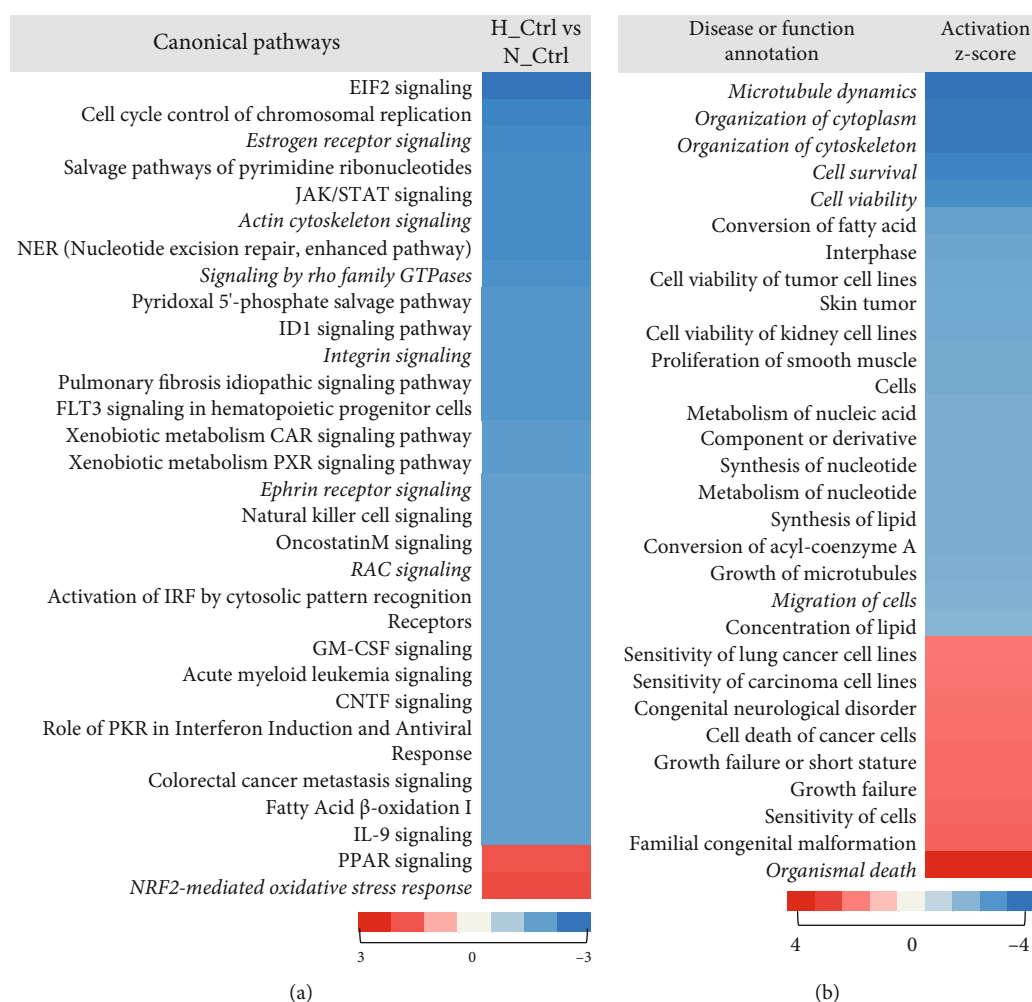 Canonical pathways
H_Ctrl vs
N_Ctrl
EIF2 signaling
Cell cycle control of chromosomal replication
Estrogen receptor signaling
Salvage pathways of pyrimidine ribonucleotides
JAK/STAT signaling
Actin cytoskeleton signaling
NER (Nucleotide excision repair, enhanced pathway)
Signaling by rho family GTPases
Pyridoxal 5'-phosphate salvage pathway
ID1 signaling pathway
Integrin signaling
Pulmonary fibrosis idiopathic signaling pathway
FLT3 signaling in hematopoietic progenitor cells
Xenobiotic metabolism CAR signaling pathway
Xenobiotic metabolism PXR signaling pathway
Ephrin receptor signaling
Natural killer cell signaling
OncostatinM signaling
RAC signaling
Activation of IRF by cytosolic pattern recognition
Receptors
GM-CSF signaling
Acute myeloid leukemia signaling
CNTF signaling
Role of PKR in Interferon Induction and Antiviral
Response
Colorectal cancer metastasis signaling
Fatty Acid β-oxidation I
IL-9 signaling
PPAR signaling
NRF2-mediated oxidative stress response
3 0 –3
(a)
Disease or function
annotation
Activation
z-score
Microtubule dynamics
Organization of cytoplasm
Organization of cytoskeleton
Cell survival
Cell viability
Conversion of fatty acid
Interphase
Cell viability of tumor cell lines
Skin tumor
Cell viability of kidney cell lines
Proliferation of smooth muscle
Cells
Metabolism of nucleic acid
Component or derivative
Synthesis of nucleotide
Metabolism of nucleotide
Synthesis of lipid
Conversion of acyl-coenzyme A
Growth of microtubules
Migration of cells
Concentration of lipid
Sensitivity of lung cancer cell lines
Sensitivity of carcinoma cell lines
Congenital neurological disorder
Cell death of cancer cells
Growth failure or short stature
Growth failure
Sensitivity of cells
Familial congenital malformation
Organismal death
4 0 –4
(b)